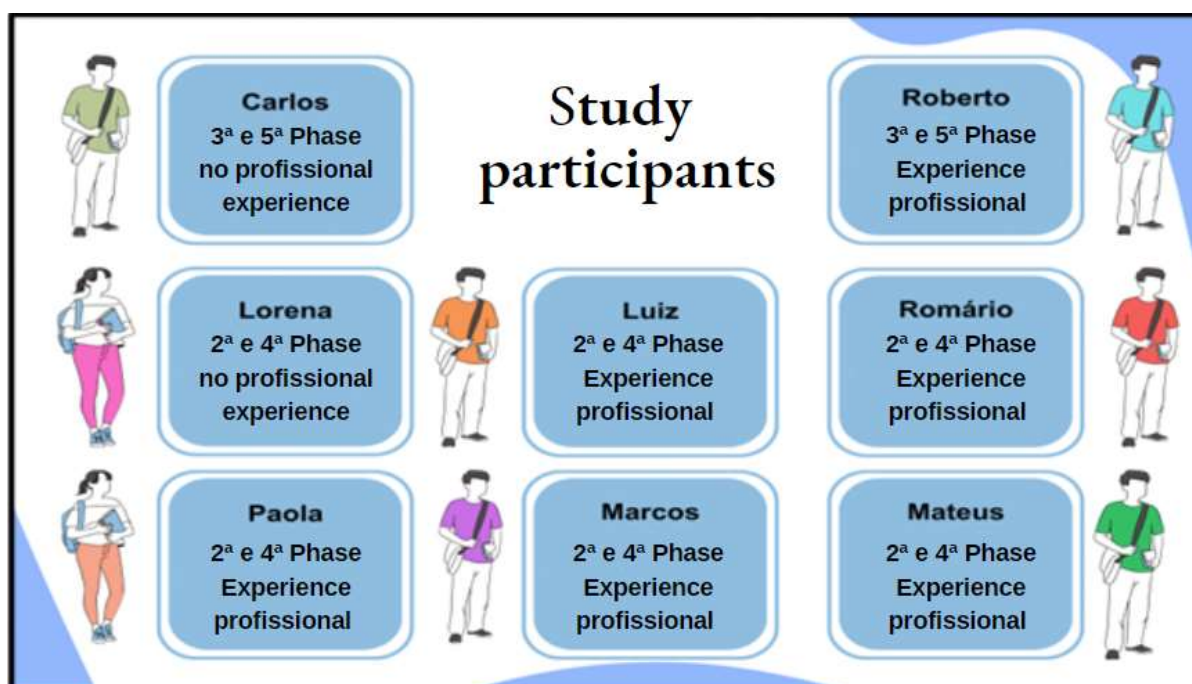 Study
participants
Carlos
3ª e 5ª Phase
no profissional
experience
Roberto
3ª e 5ª Phase
Experience
profissional
Lorena
2ª e 4ª Phase
no profissional
experience
Luiz
2ª e 4ª Phase
Experience
profissional
Romário
2ª e 4ª Phase
Experience
profissional
Paola
2ª e 4ª Phase
Experience
profissional
Marcos
2ª e 4ª Phase
Experience
profissional
Mateus
2ª e 4ª Phase
Experience
profissional